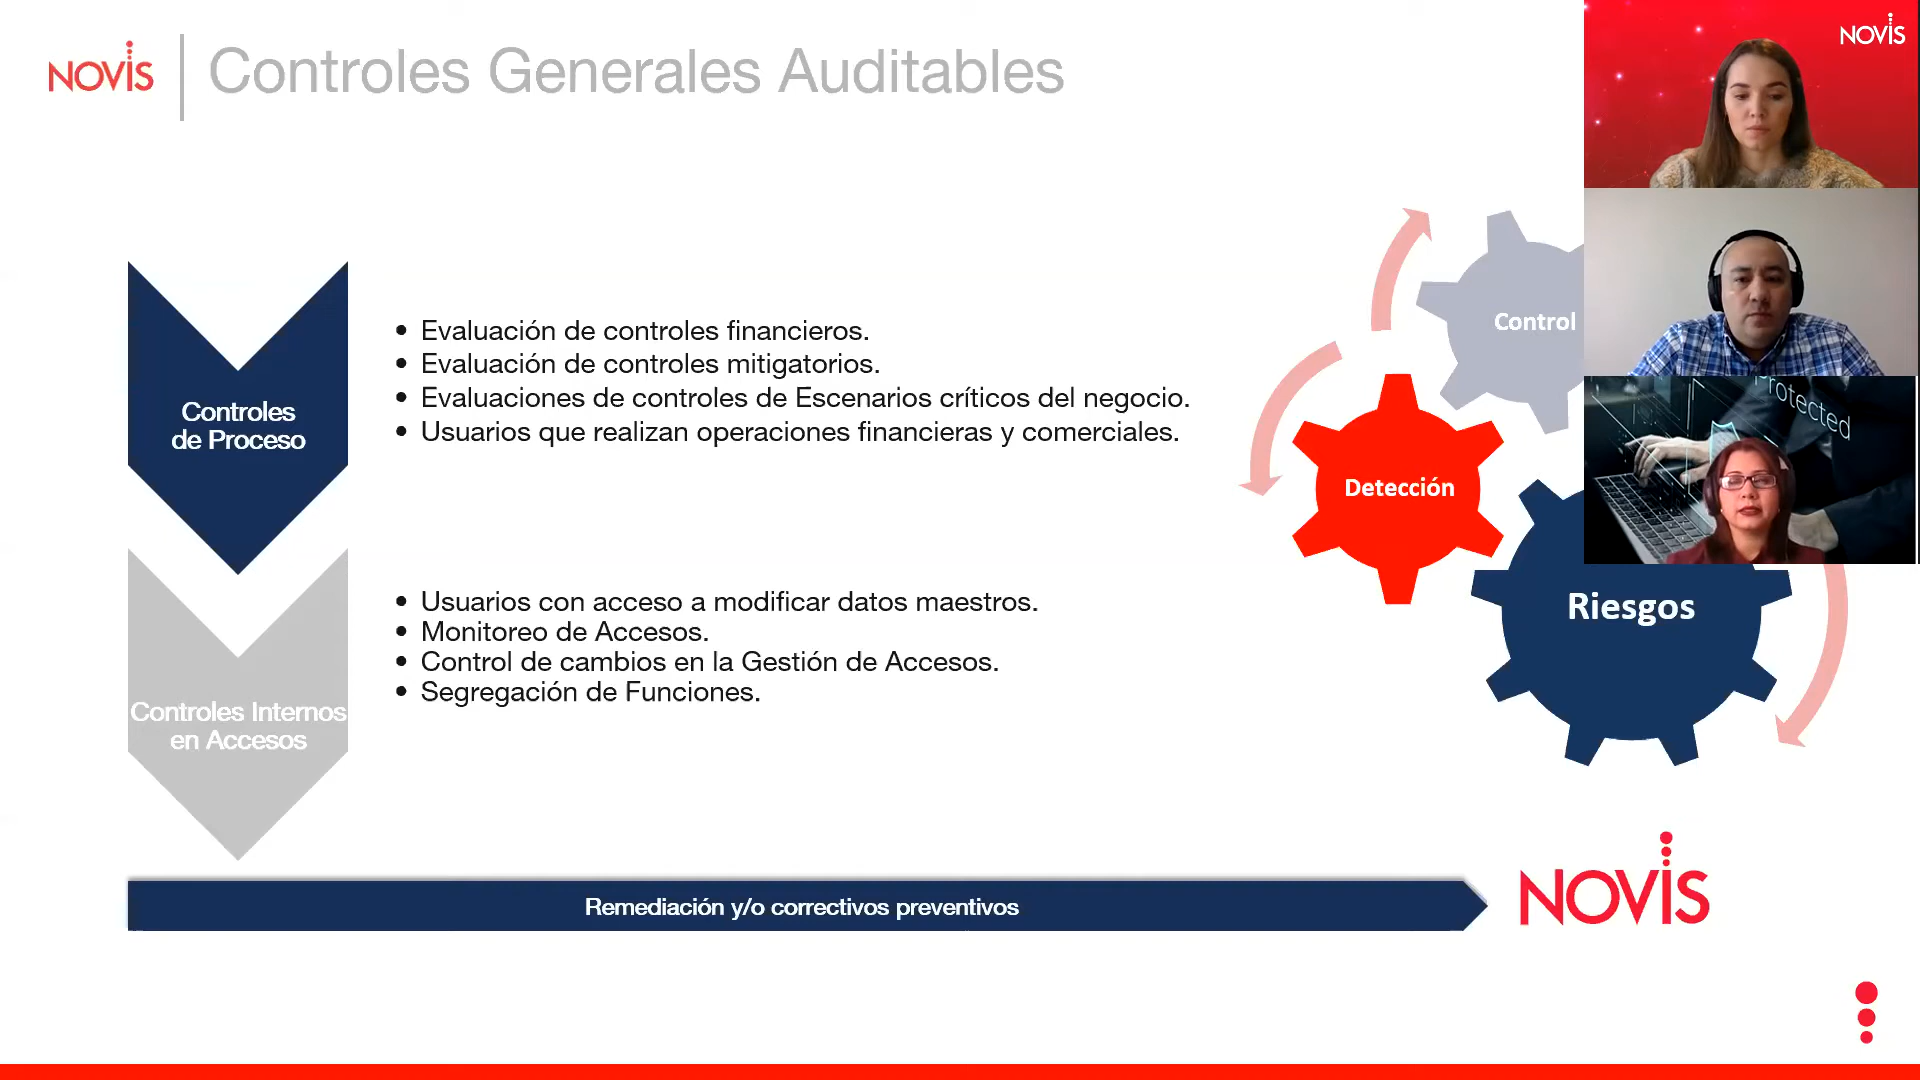 NOVIS
Controles Generales Auditables
NOVIS
Controles
de Proceso
• Evaluación de controles financieros.
• Evaluación de controles mitigatorios.
• Evaluaciones de controles de Escenarios críticos del negocio.
• Usuarios que realizan operaciones financieras y comerciales.
Control
Detección
Riesgos
Protected
Controles Internos
en Accesos
• Usuarios con acceso a modificar datos maestros.
• Monitoreo de Accesos.
• Control de cambios en la Gestión de Accesos.
• Segregación de Funciones.
Remediación y/o correctivos preventivos
NOVIS